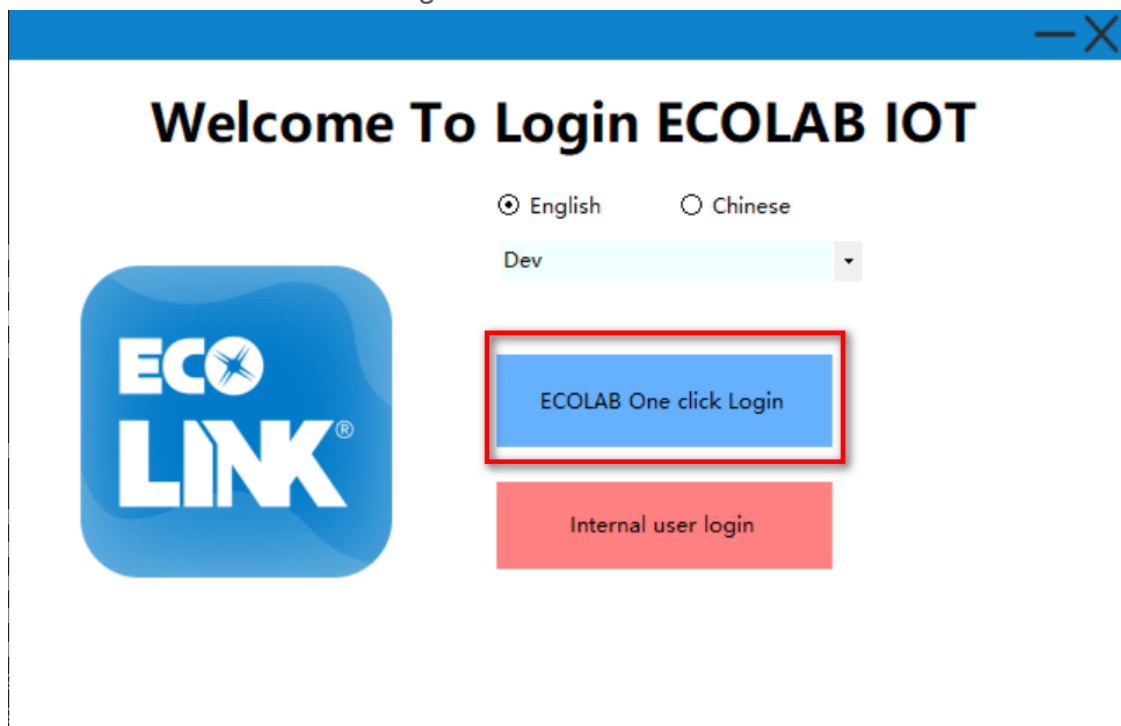 Welcome To Login ECOLAB IOT
English
Chinese
Dev
ECO
LINK®
ECOLAB One click Login
Internal user login